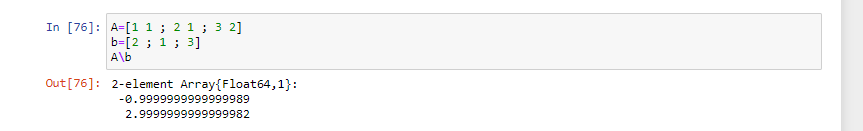 In [76]: A=[1 1 ; 2 1 ; 3 2]
b=[2 ; 1 ; 3]
A\b
Out[76]: 2-element Array{Float64,1}:
-0.9999999999999989
2.9999999999999982